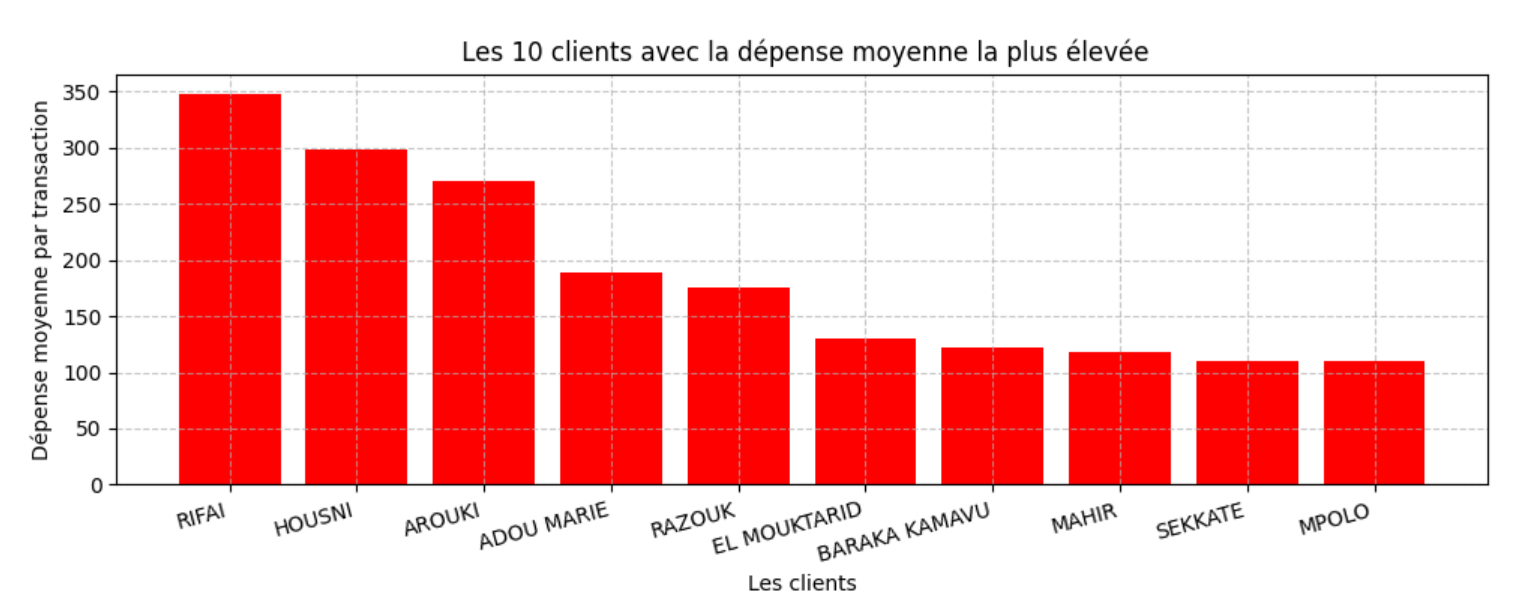 Les 10 clients avec la dépense moyenne la plus élevée
Dépense moyenne par transaction
350
300
250
200
150
100
50
0
RIFAI
HOUSNI
AROUKI
ADOU MARIE
RAZOUK
EL MOUKTARID
BARAKA KAMAVU
MAHIR
SEKKATE
MPOLO
Les clients